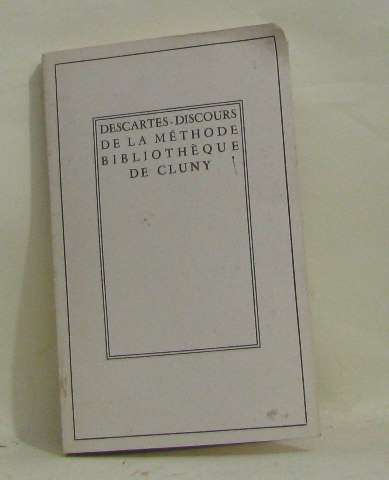 DESCARTES-DISCOURS
DE LA MÉTHODE
BIBLIOTHÈQUE
DE CLUNY